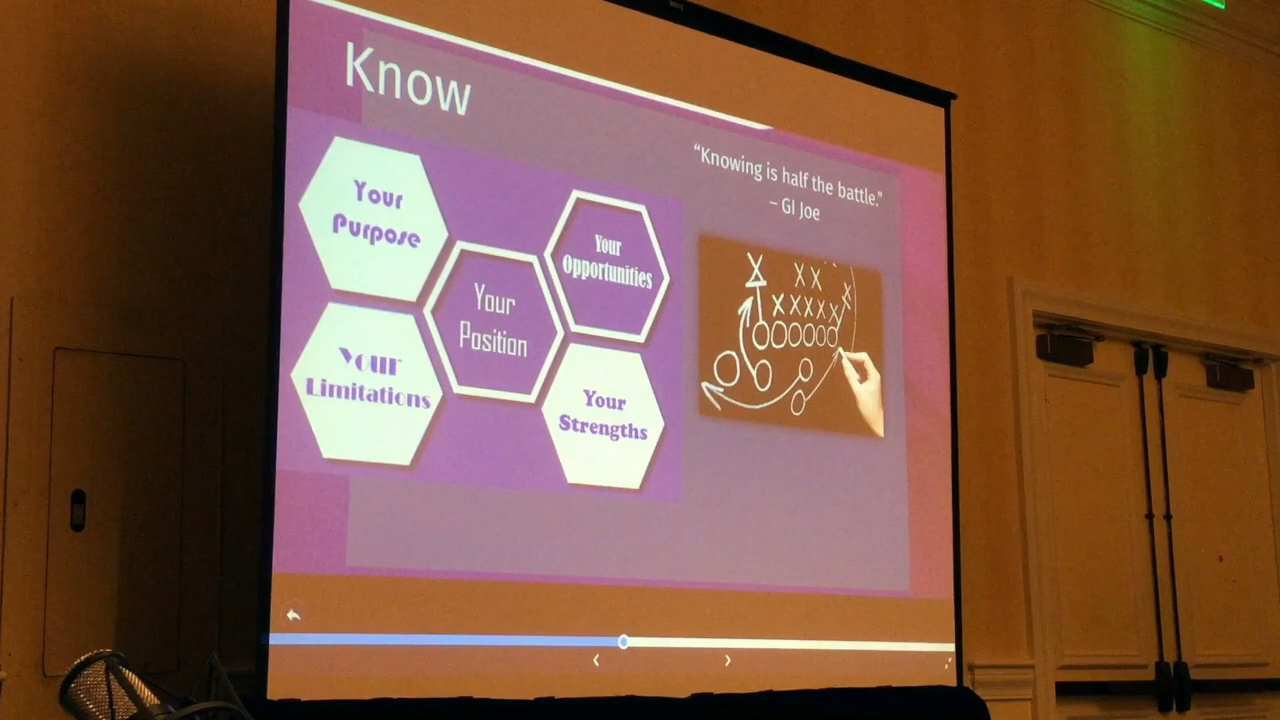 Know
"Knowing is half the battle."
– GI Joe
Your
Purpose
Your
Opportunities
Your
Position
Your
Limitations
Your
Strengths